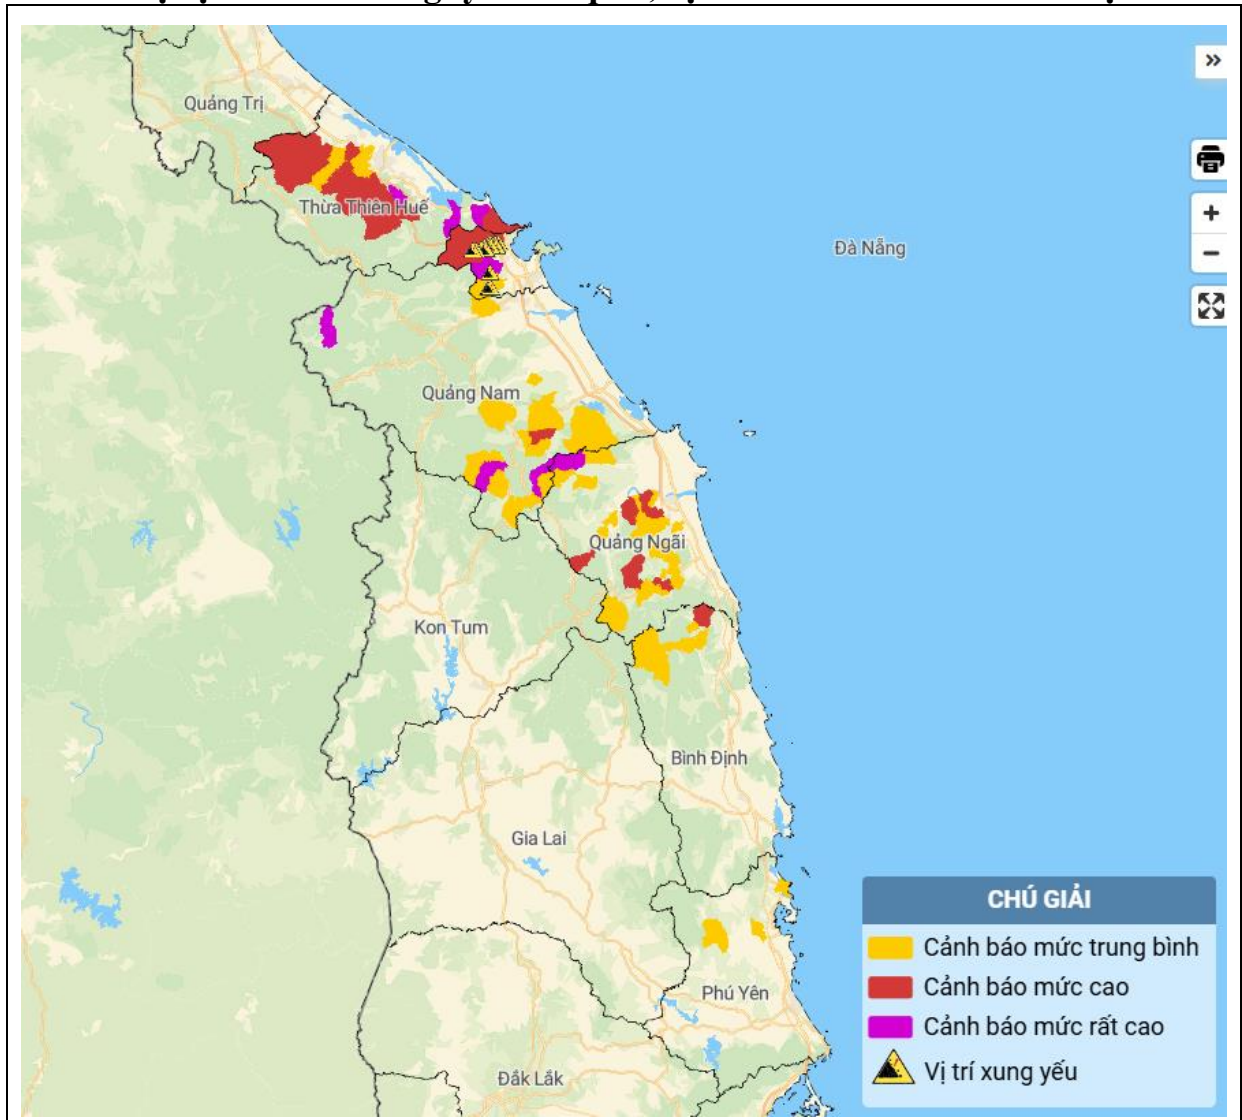 »
Quảng Trị
Thừa Thiên Huế
+
Đà Nẵng
−
Quảng Nam
Quảng Ngãi
Kon Tum
Bình Định
Gia Lai
CHÚ GIẢI
Cảnh báo mức trung bình
Cảnh báo mức cao
Phú Yên
Cảnh báo mức rất cao
Vị trí xung yếu
Đắk Lắk